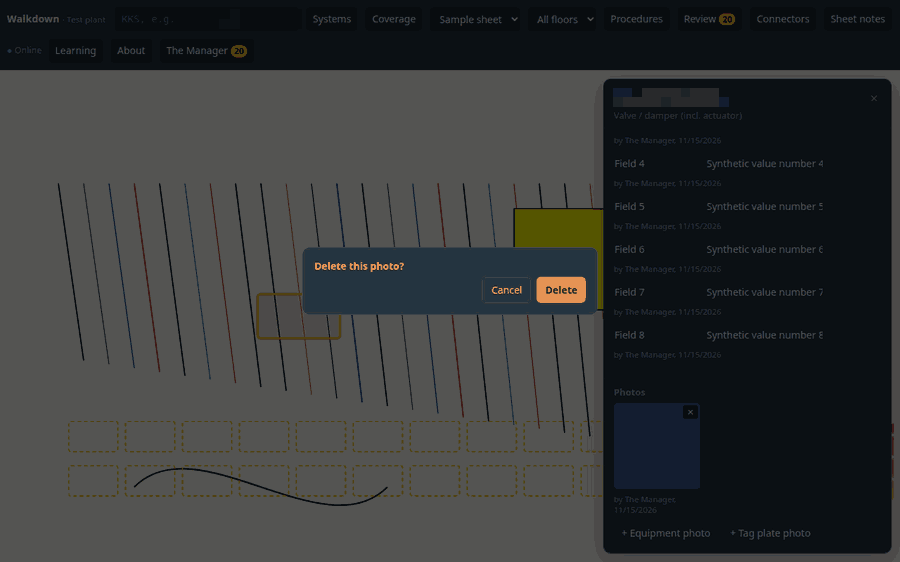 Walkdown · Test plant KKS, e.g. Systems Coverage Sample sheet All floors Procedures Review 20 Connectors Sheet notes
Online Learning About The Manager 20
Valve / damper (incl. actuator)
by The Manager, 11/15/2026
Field 4 Synthetic value number 4
by The Manager, 11/15/2026
Field 5 Synthetic value number 5
by The Manager, 11/15/2026
Field 6 Synthetic value number 6
by The Manager, 11/15/2026
Field 7 Synthetic value number 7
by The Manager, 11/15/2026
Field 8 Synthetic value number 8
by The Manager, 11/15/2026
Delete this photo?
Cancel Delete
Photos
by The Manager,
11/15/2026
+ Equipment photo + Tag plate photo